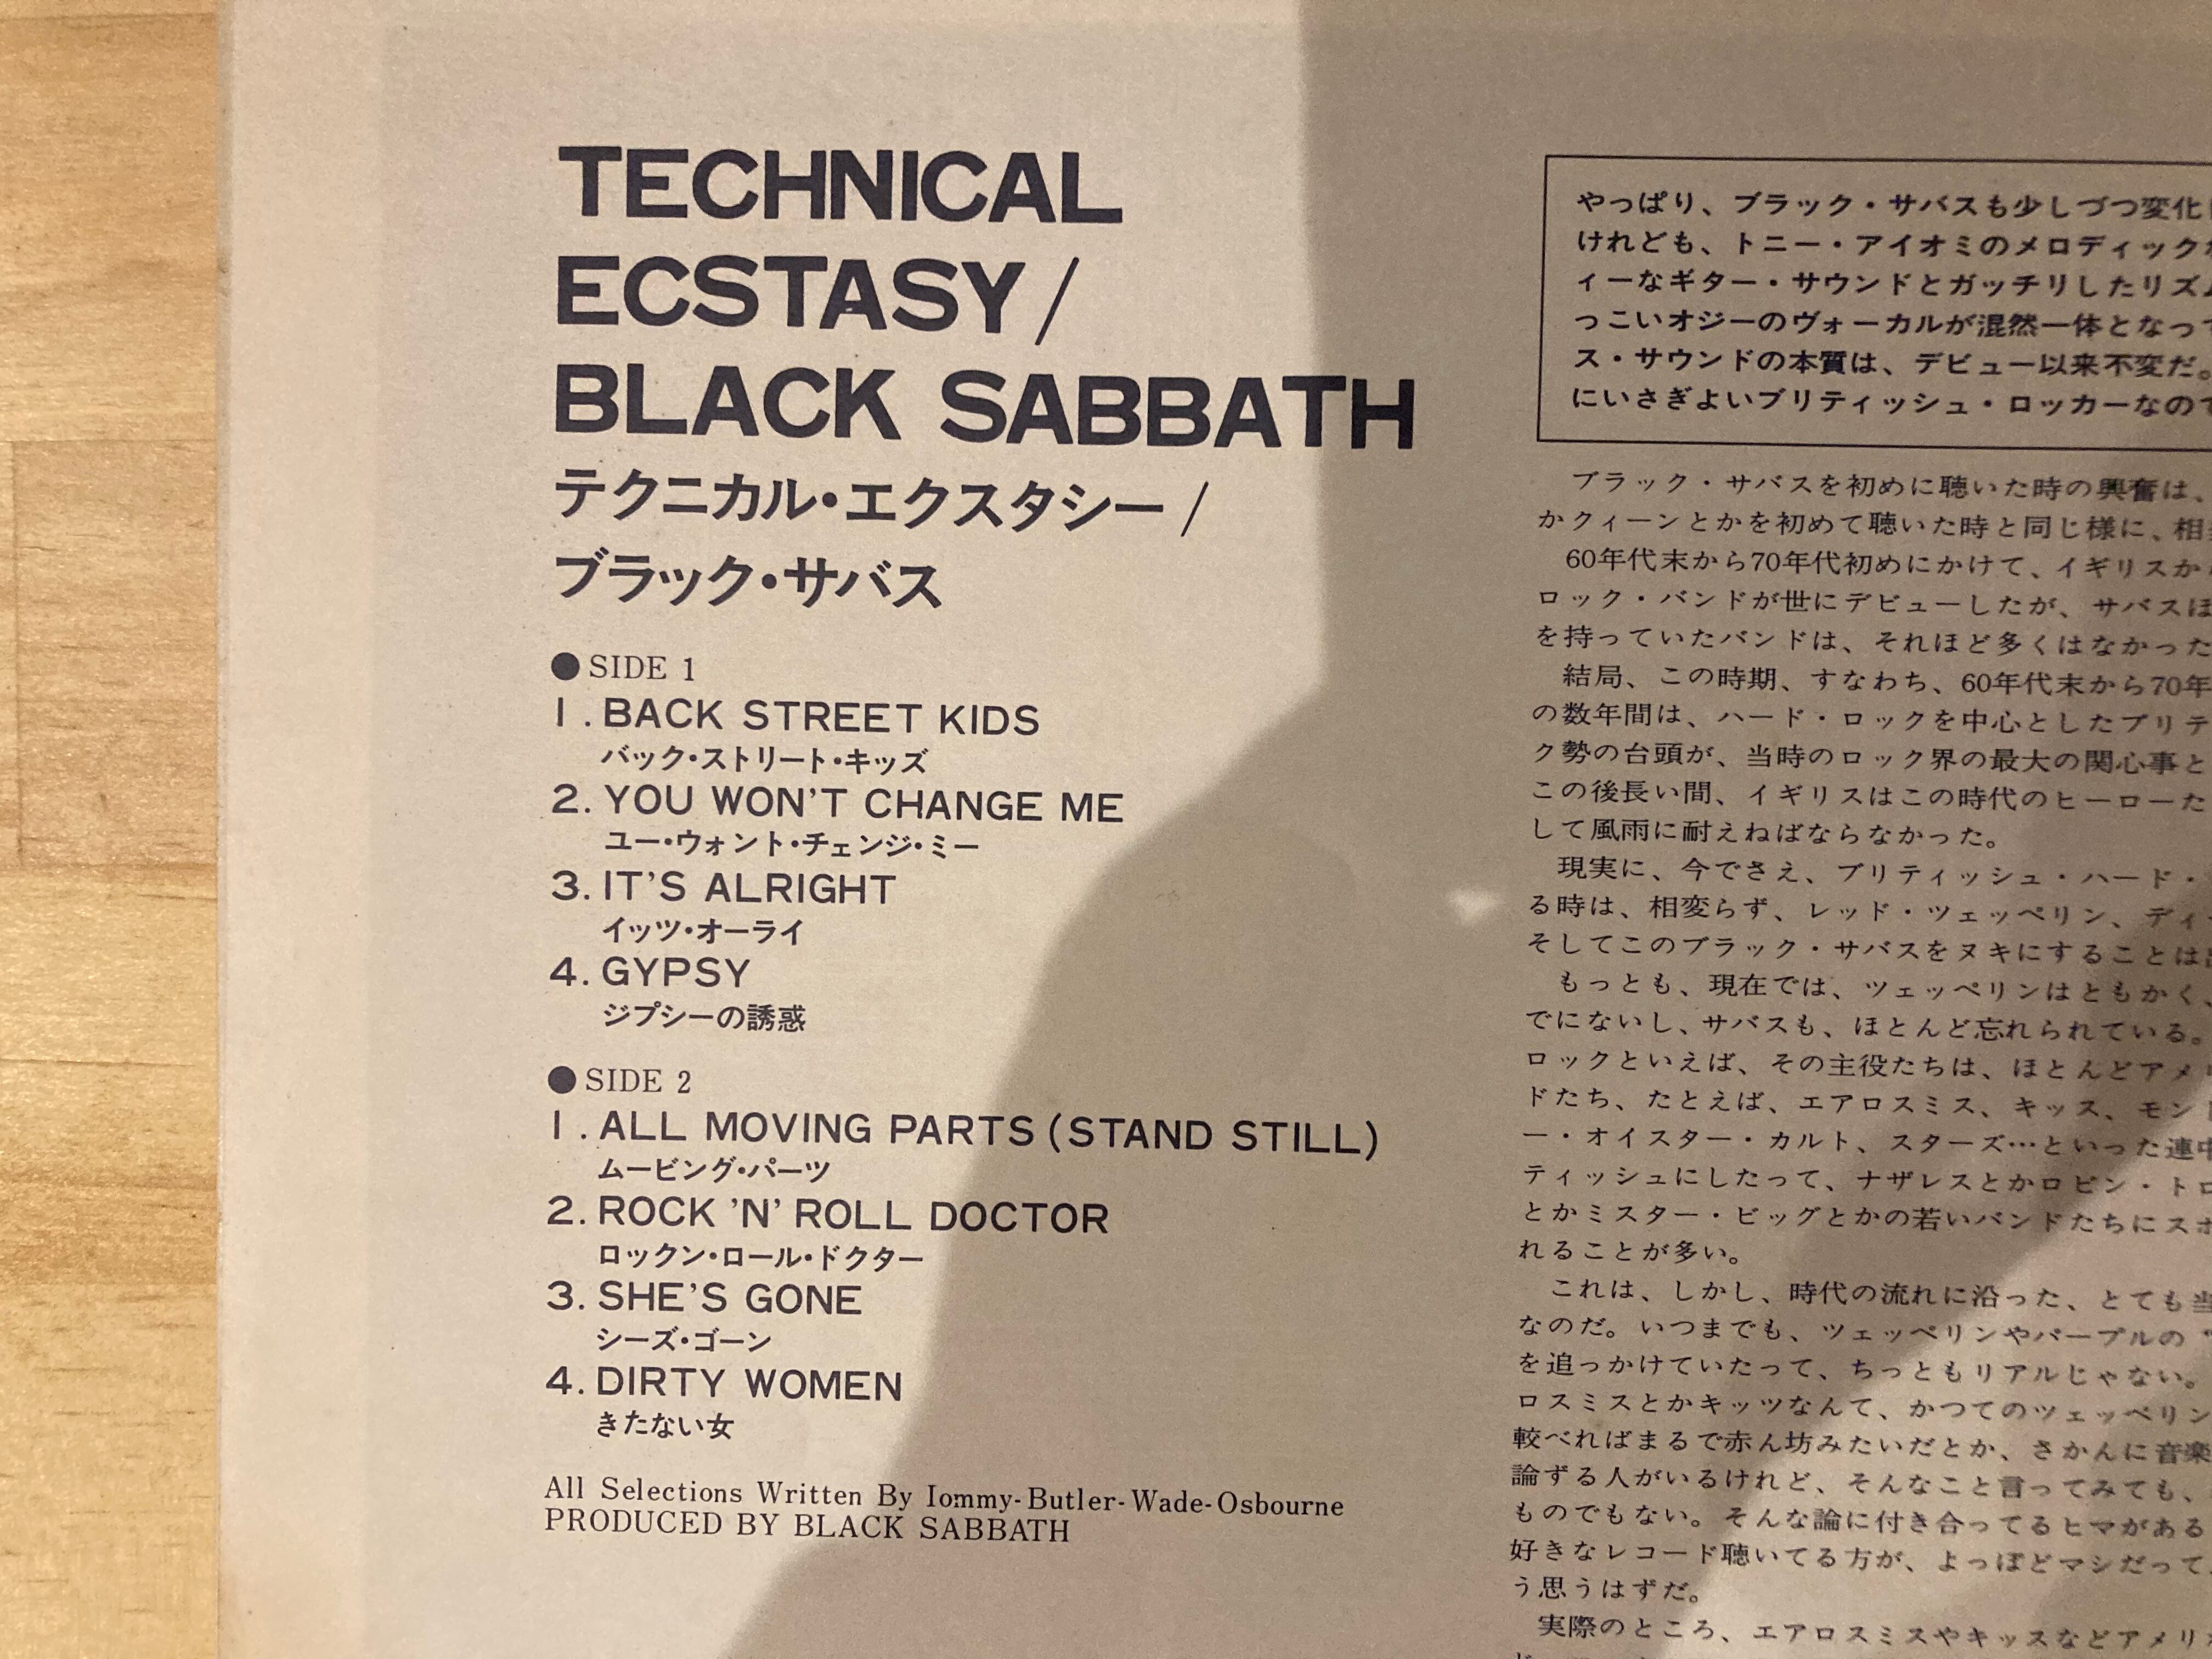 TECHNICAL
ECSTASY/
BLACK SABBATH
テクニカル・エクスタシー/
ブラック・サバス
●SIDE 1
1. BACK STREET KIDS
バック・ストリート・キッズ
2. YOU WON'T CHANGE ME
ユー・ウォント・チェンジ・ミー
3. IT'S ALRIGHT
イッツ・オーライ
4. GYPSY
ジプシーの誘惑
●SIDE 2
1. ALL MOVING PARTS (STAND STILL)
ムービング・パーツ
2. ROCK 'N' ROLL DOCTOR
ロックン・ロール・ドクター
3. SHE'S GONE
シーズ・ゴーン
4. DIRTY WOMEN
きたない女
All Selections Written By Iommy-Butler-Wade-Osbourne
PRODUCED BY BLACK SABBATH
やっぱり、ブラック・サバスも少しづつ変化
けれども、トニー・アイオミのメロディック
ィーなギター・サウンドとガッチリしたリズム
っこいオジーのヴォーカルが混然一体となって
ス・サウンドの本質は、デビュー以来不変だ。
にいさぎよいブリティッシュ・ロッカーなので
ブラック・サバスを初めに聴いた時の興奮は、
かクィーンとかを初めて聴いた時と同じ様に、相
60年代末から70年代初めにかけて、イギリスか
ロック・バンドが世にデビューしたが、サバスほ
を持っていたバンドは、それほど多くはなかった
結局、この時期、すなわち、60年代末から70年
の数年間は、ハード・ロックを中心としたブリテ
ク勢の台頭が、当時のロック界の最大の関心事と
この後長い間、イギリスはこの時代のヒーローた
して風雨に耐えねばならなかった。
現実に、今でさえ、ブリティッシュ・ハード・
る時は、相変らず、レッド・ツェッペリン、ディ
そしてこのブラック・サバスをヌキにすることは
もっとも、現在では、ツェッペリンはともかく、
でにないし、サバスも、ほとんど忘れられている。
ロックといえば、その主役たちは、ほとんどアメリ
ドたち、たとえば、エアロスミス、キッス、モント
ー・オイスター・カルト、スターズ…といった連中
ティッシュにしたって、ナザレスとかロビン・トロ
とかミスター・ビッグとかの若いバンドたちにスポ
れることが多い。
これは、しかし、時代の流れに沿った、とても当
なのだ。いつまでも、ツェッペリンやパープルの
を追っかけていたって、ちっともリアルじゃない。
ロスミスとかキッツなんて、かつてのツェッペリン
較べればまるで赤ん坊みたいだとか、さかんに音楽
論ずる人がいるけれど、そんなこと言ってみても、
ものでもない。そんな論に付き合ってるヒマがある
好きなレコード聴いてる方が、よっぽどマシだって、
う思うはずだ。
実際のところ、エアロスミスやキッスなどアメリ